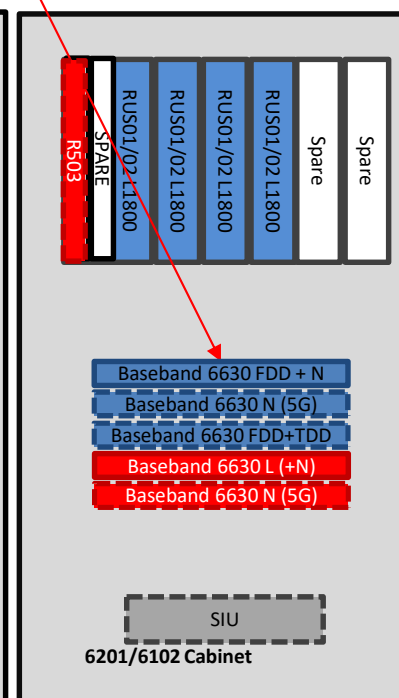 R503
SPARE
RUS01/02 L1800
RUS01/02 L1800
RUS01/02 L1800
RUS01/02 L1800
Spare
Spare
Baseband 6630 FDD + N
Baseband 6630 N (5G)
Baseband 6630 FDD+TDD
Baseband 6630 L (+N)
Baseband 6630 N (5G)
SIU
6201/6102 Cabinet